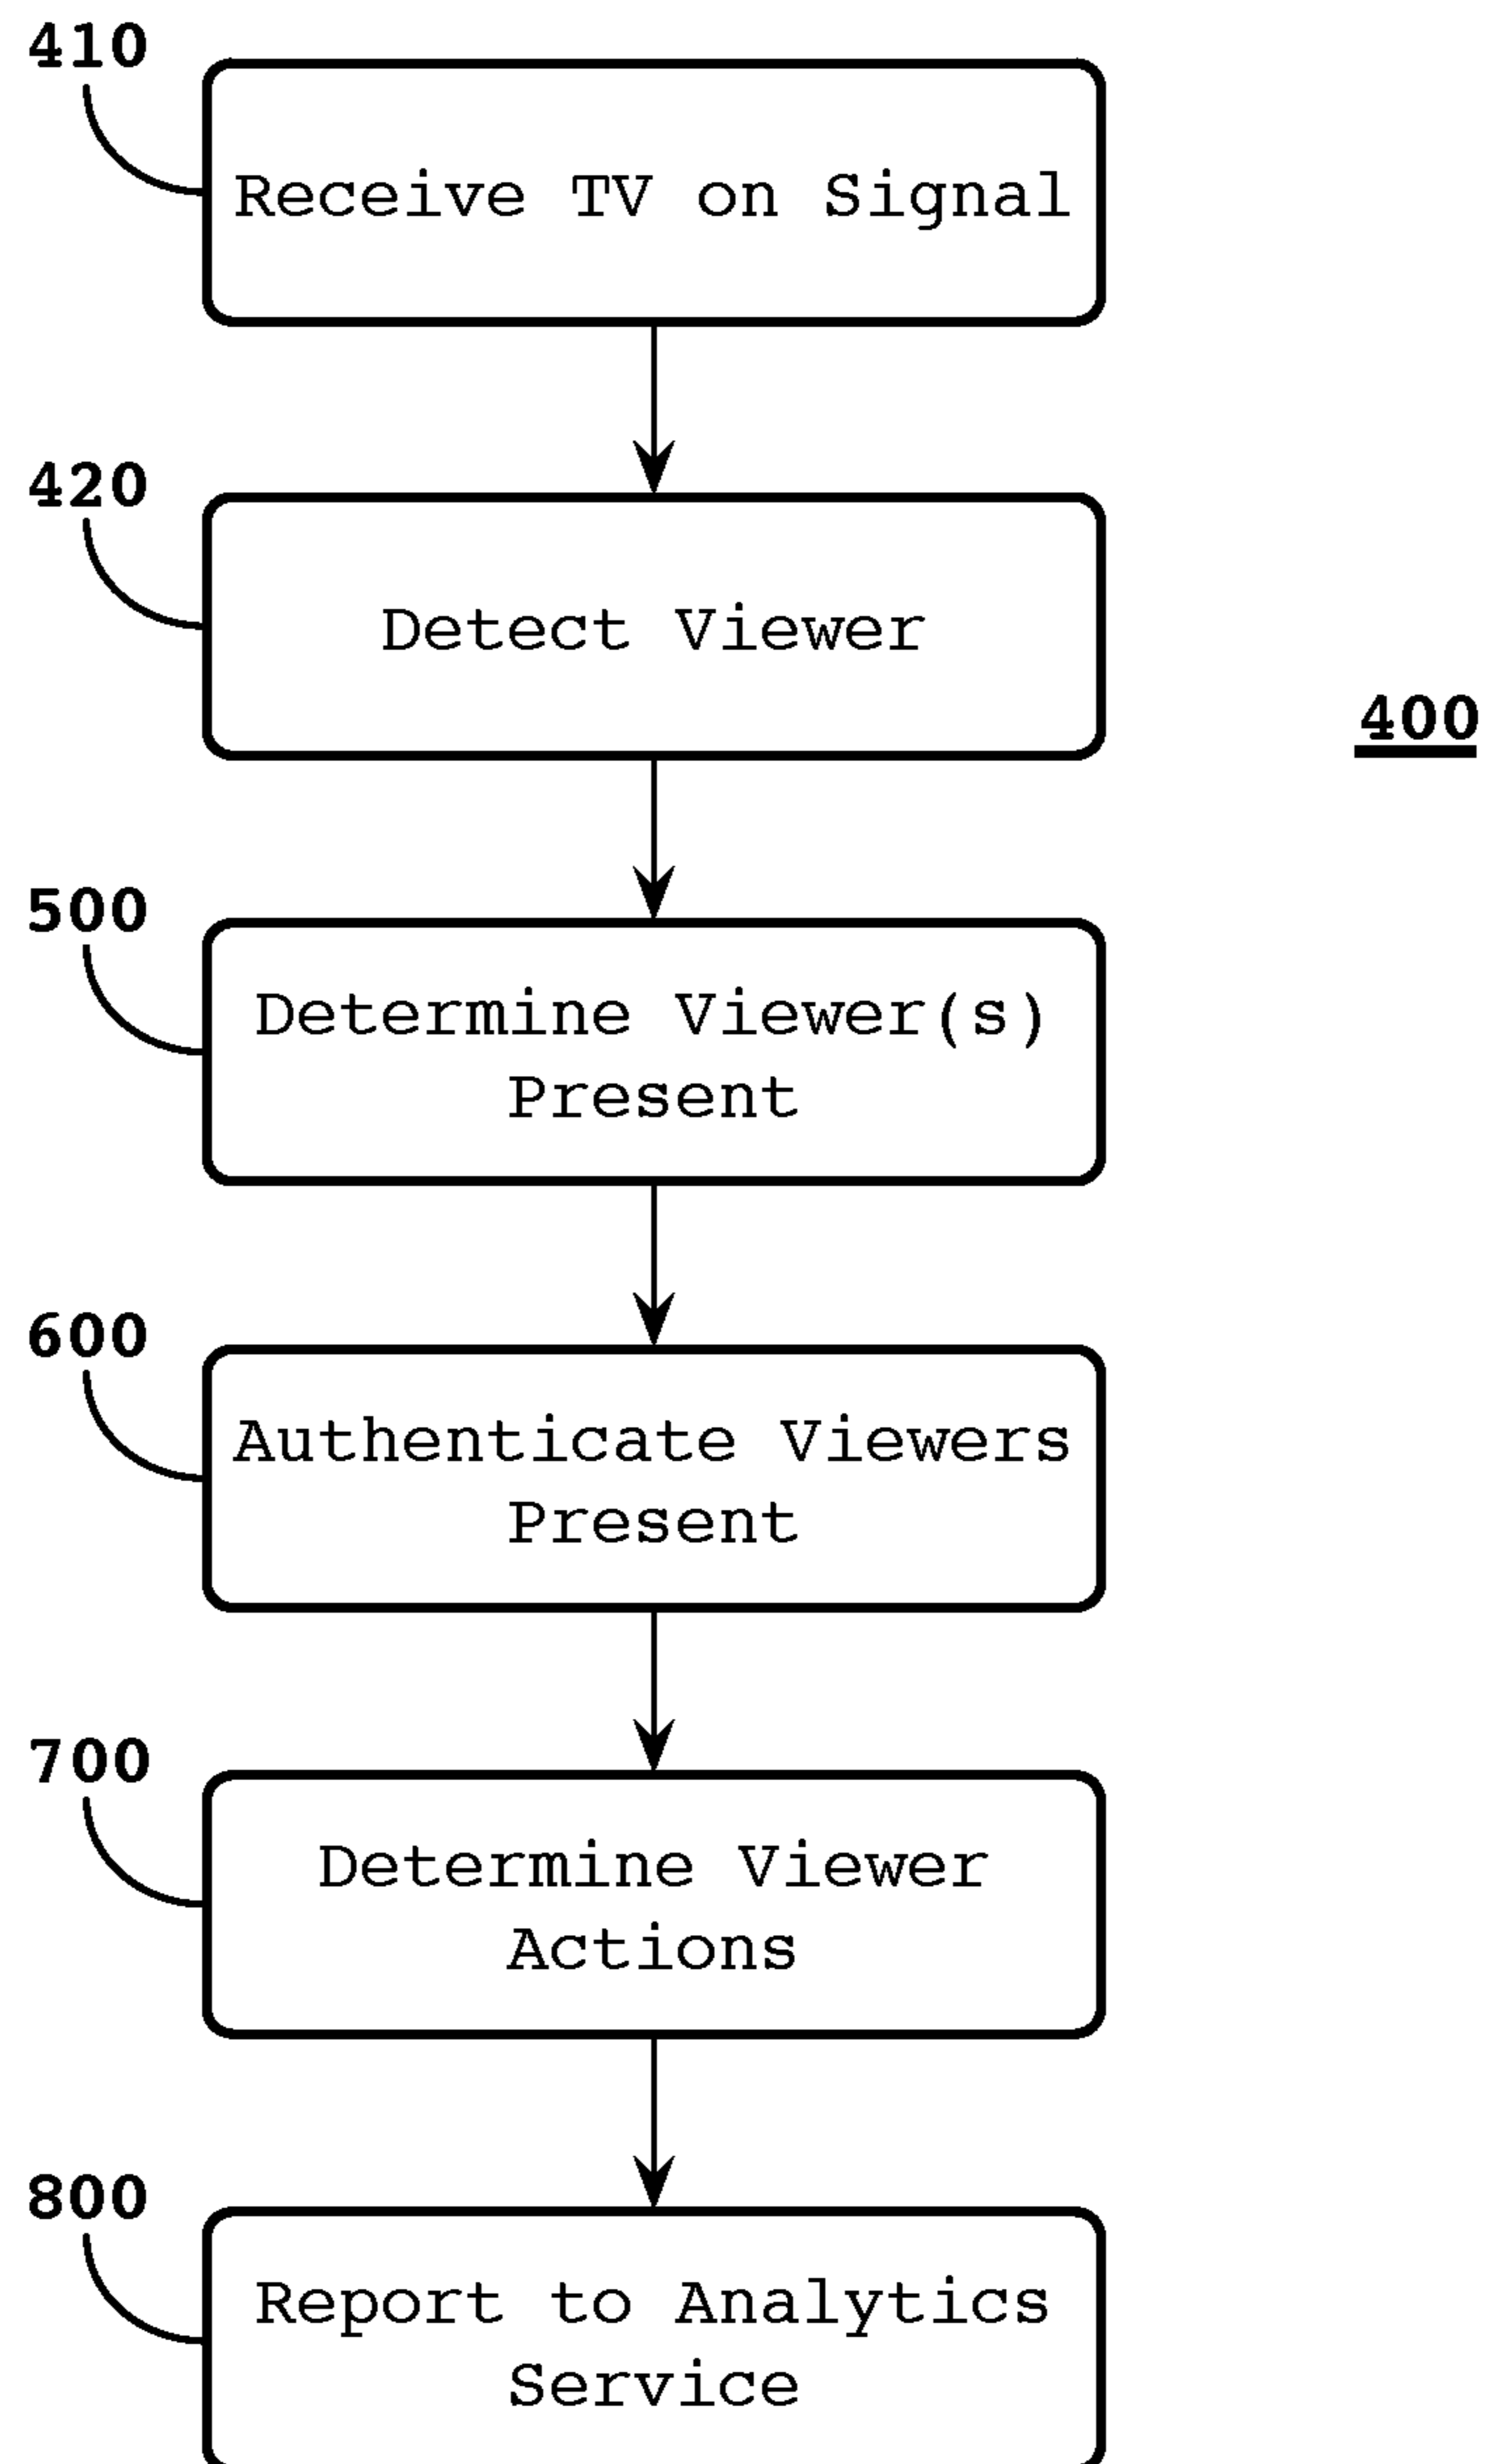 410
Receive TV on Signal
420
Detect Viewer
400
500
Determine Viewer(s)
Present
600
Authenticate Viewers
Present
700
Determine Viewer
Actions
800
Report to Analytics
Service